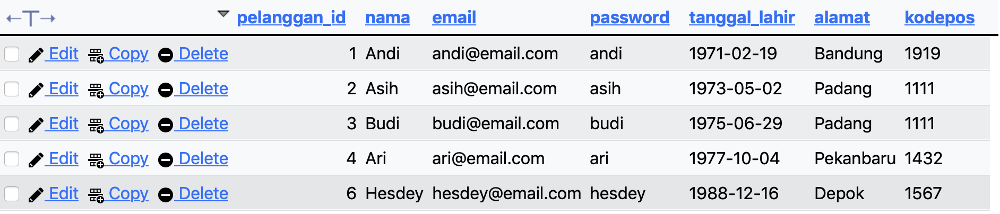 ←T→ pelanggan_id nama email password tanggal_lahir alamat kodepos
Edit Copy Delete 1 Andi andi@email.com andi 1971-02-19 Bandung 1919
Edit Copy Delete 2 Asih asih@email.com asih 1973-05-02 Padang 1111
Edit Copy Delete 3 Budi budi@email.com budi 1975-06-29 Padang 1111
Edit Copy Delete 4 Ari ari@email.com ari 1977-10-04 Pekanbaru 1432
Edit Copy Delete 6 Hesdey hesdey@email.com hesdey 1988-12-16 Depok 1567